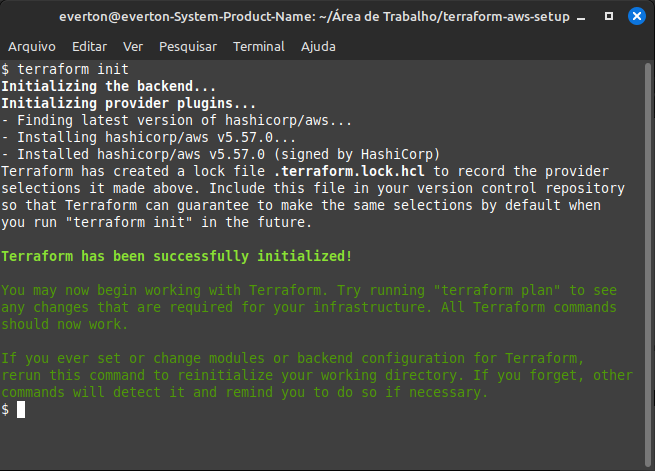 everton@everton-System-Product-Name: ~/Área de Trabalho/terraform-aws-setup
Arquivo Editar Ver Pesquisar Terminal Ajuda
$ terraform init
Initializing the backend...
Initializing provider plugins...
- Finding latest version of hashicorp/aws...
- Installing hashicorp/aws v5.57.0...
- Installed hashicorp/aws v5.57.0 (signed by HashiCorp)
Terraform has created a lock file .terraform.lock.hcl to record the provider
selections it made above. Include this file in your version control repository
so that Terraform can guarantee to make the same selections by default when
you run "terraform init" in the future.
Terraform has been successfully initialized!
You may now begin working with Terraform. Try running "terraform plan" to see
any changes that are required for your infrastructure. All Terraform commands
should now work.
If you ever set or change modules or backend configuration for Terraform,
rerun this command to reinitialize your working directory. If you forget, other
commands will detect it and remind you to do so if necessary.
$